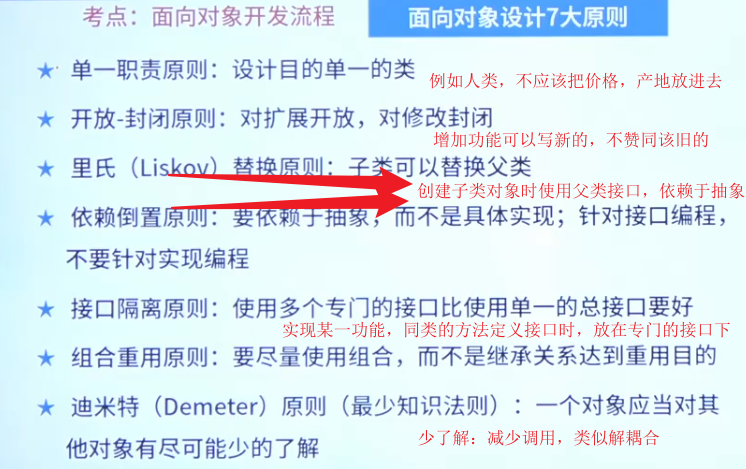 考点：面向对象开发流程
面向对象设计7大原则
★ 单一职责原则：设计目的单一的类
例如人类，不应该把价格，产地放进去
★ 开放-封闭原则：对扩展开放，对修改封闭
增加功能可以写新的，不赞同该旧的
★ 里氏（Liskov）替换原则：子类可以替换父类
创建子类对象时使用父类接口，依赖于抽象
★ 依赖倒置原则：要依赖于抽象，而不是具体实现；针对接口编程，
不要针对实现编程
★ 接口隔离原则：使用多个专门的接口比使用单一的总接口要好
实现某一功能，同类的方法定义接口时，放在专门的接口下
★ 组合重用原则：要尽量使用组合，而不是继承关系达到重用目的
★ 迪米特（Demeter）原则（最少知识法则）：一个对象应当对其
他对象有尽可能少的了解
少了解：减少调用，类似解耦合